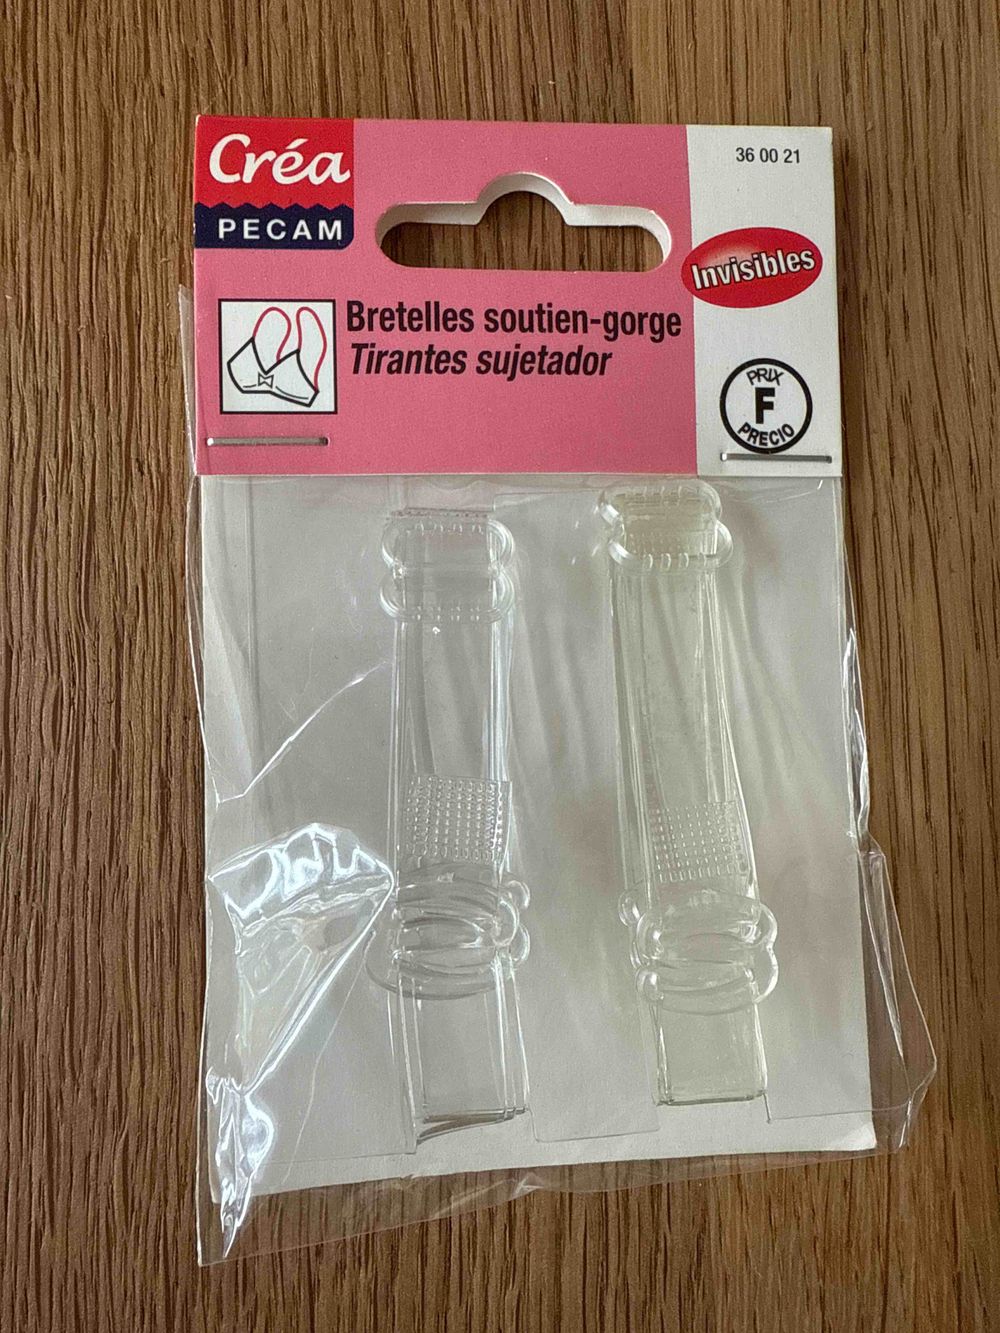 Créa
PECAM
36 00 21
Invisibles
Bretelles soutien-gorge
Tirantes sujetador
PRIX
F
PRECIO